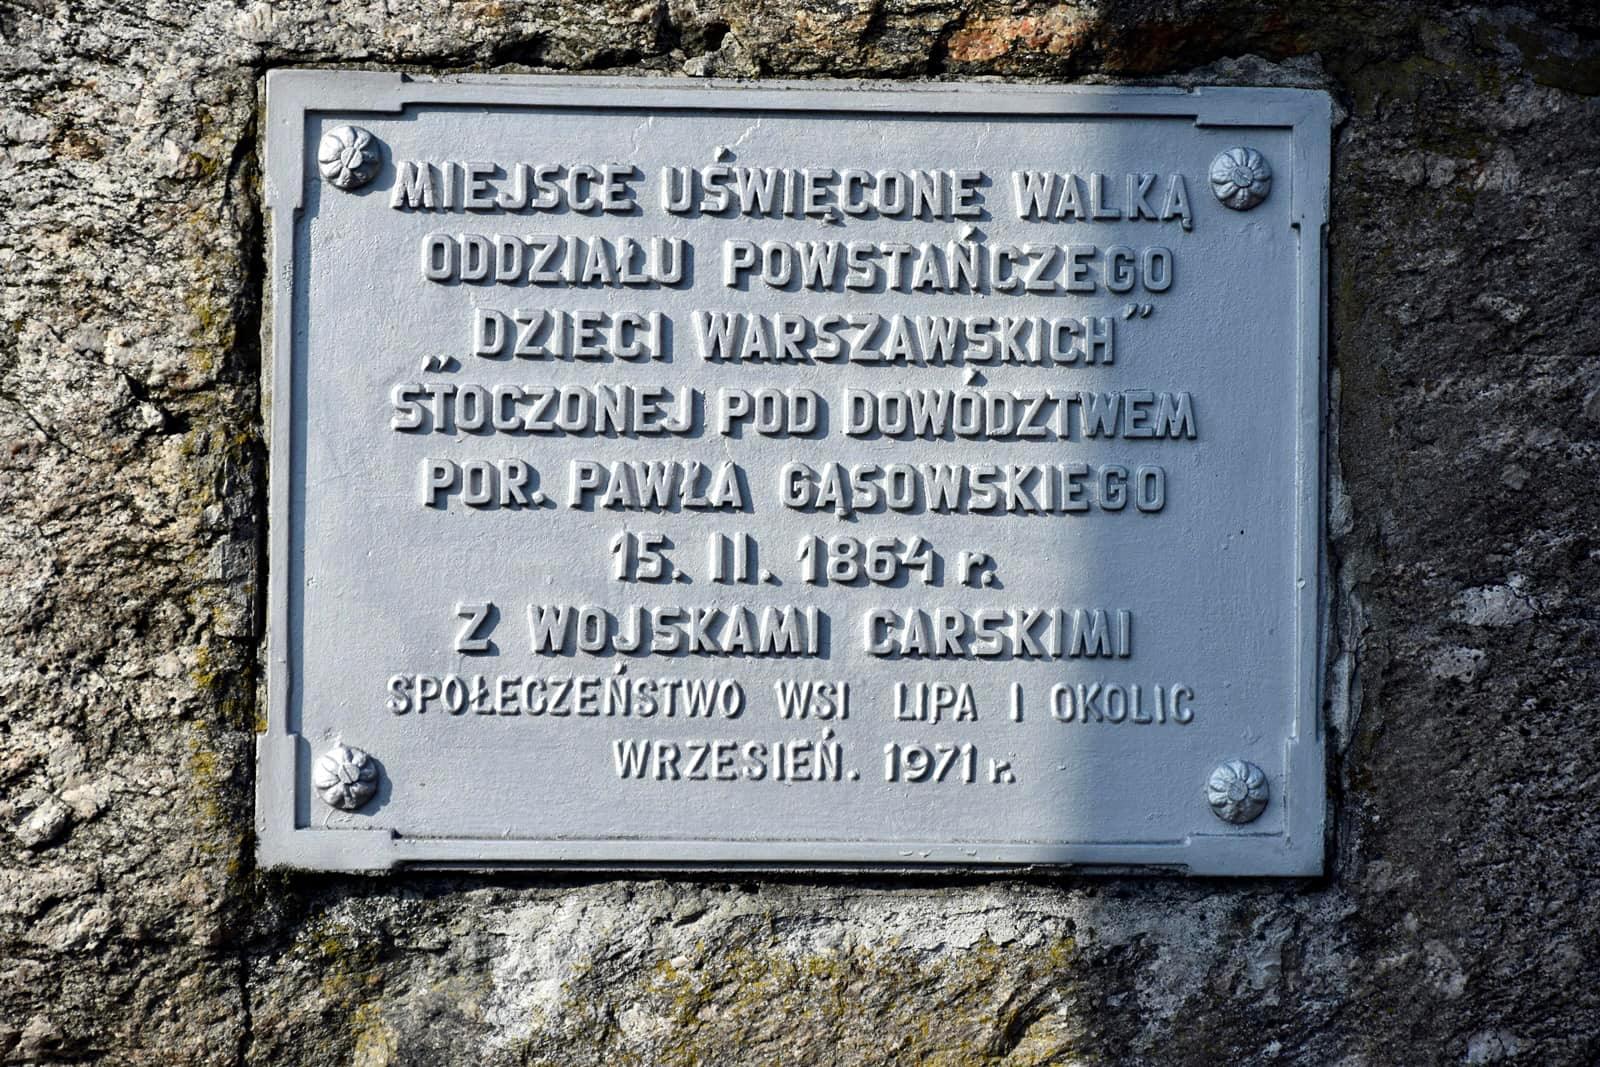 MIEJSCE UŚWIĘCONE WALKĄ
ODDZIAŁU POWSTAŃCZEGO
„DZIECI WARSZAWSKICH”
STOCZONEJ POD DOWÓDZTWEM
POR. PAWŁA GĄSOWSKIEGO
15. II. 1864 r.
Z WOJSKAMI CARSKIMI
SPOŁECZEŃSTWO WSI LIPA I OKOLIC
WRZESIEŃ. 1971 r.